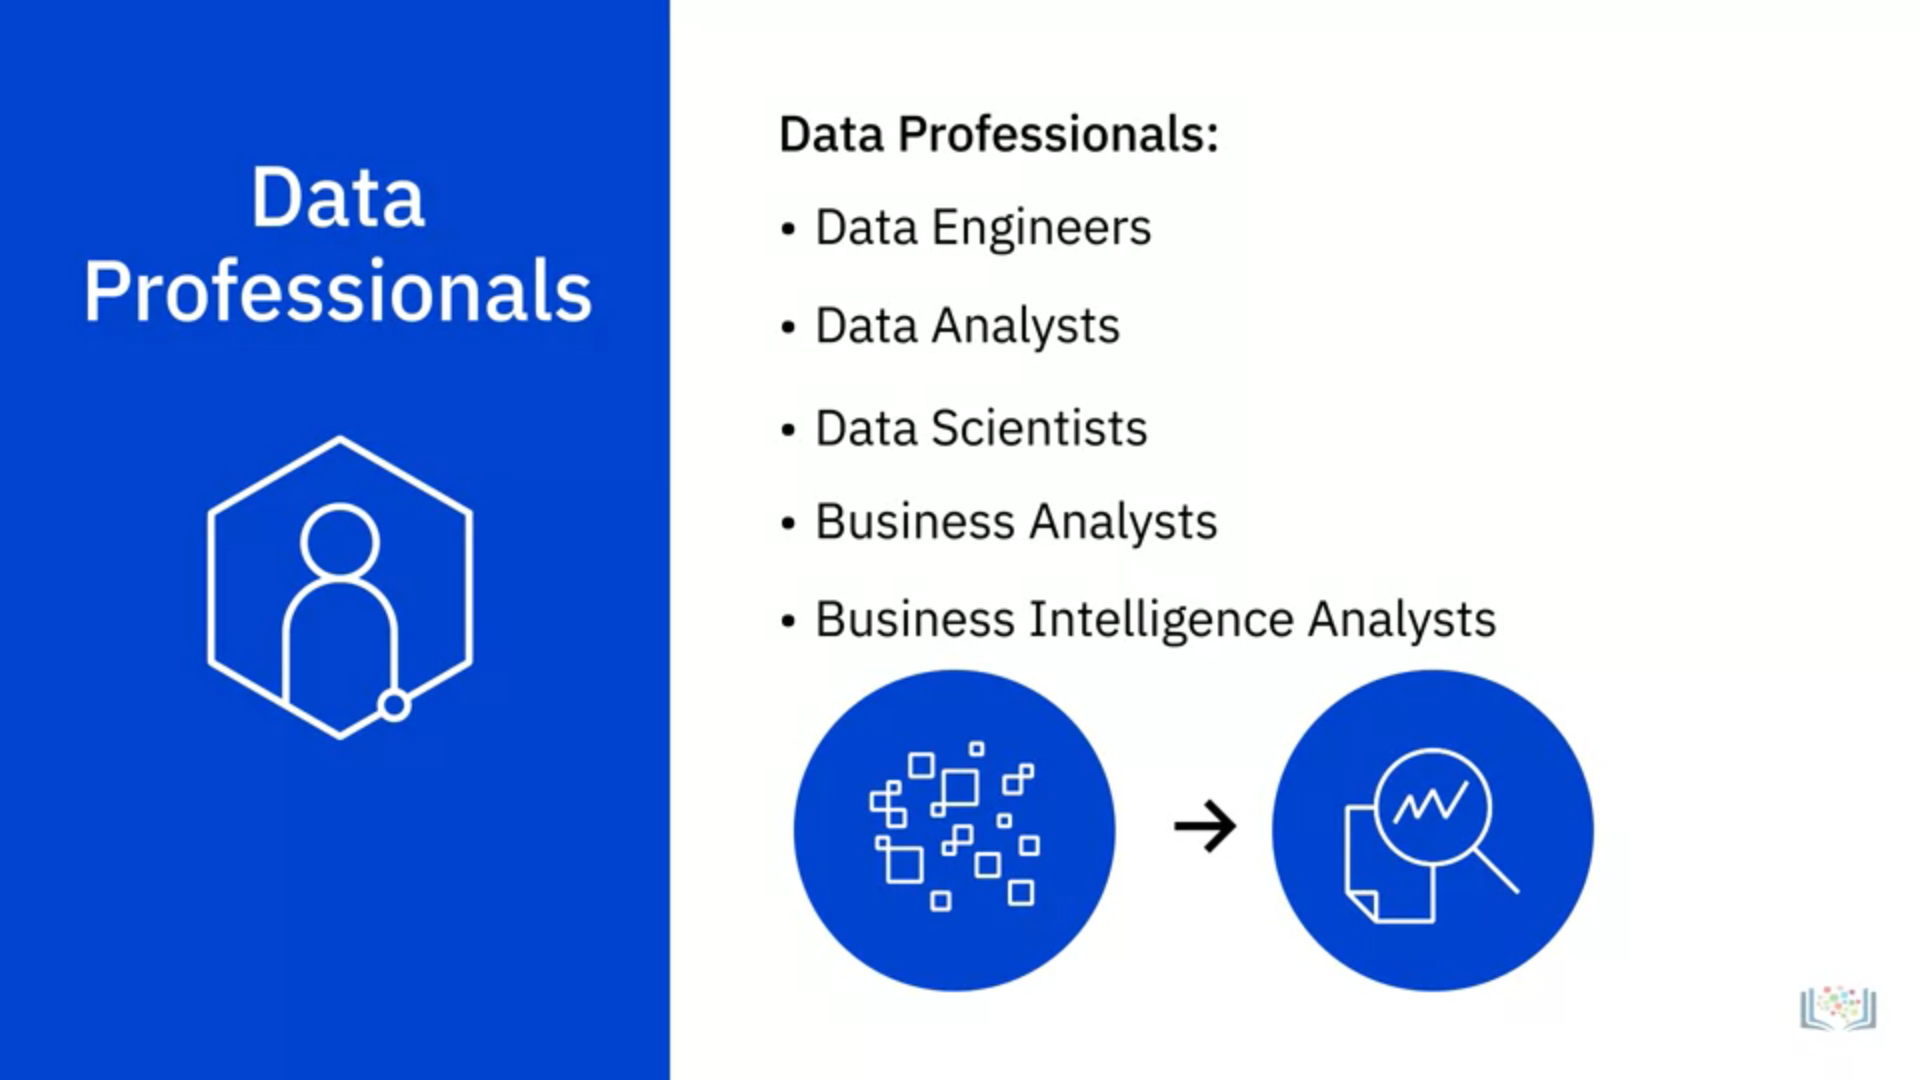 Data
Professionals
Data Professionals:
• Data Engineers
• Data Analysts
• Data Scientists
• Business Analysts
• Business Intelligence Analysts